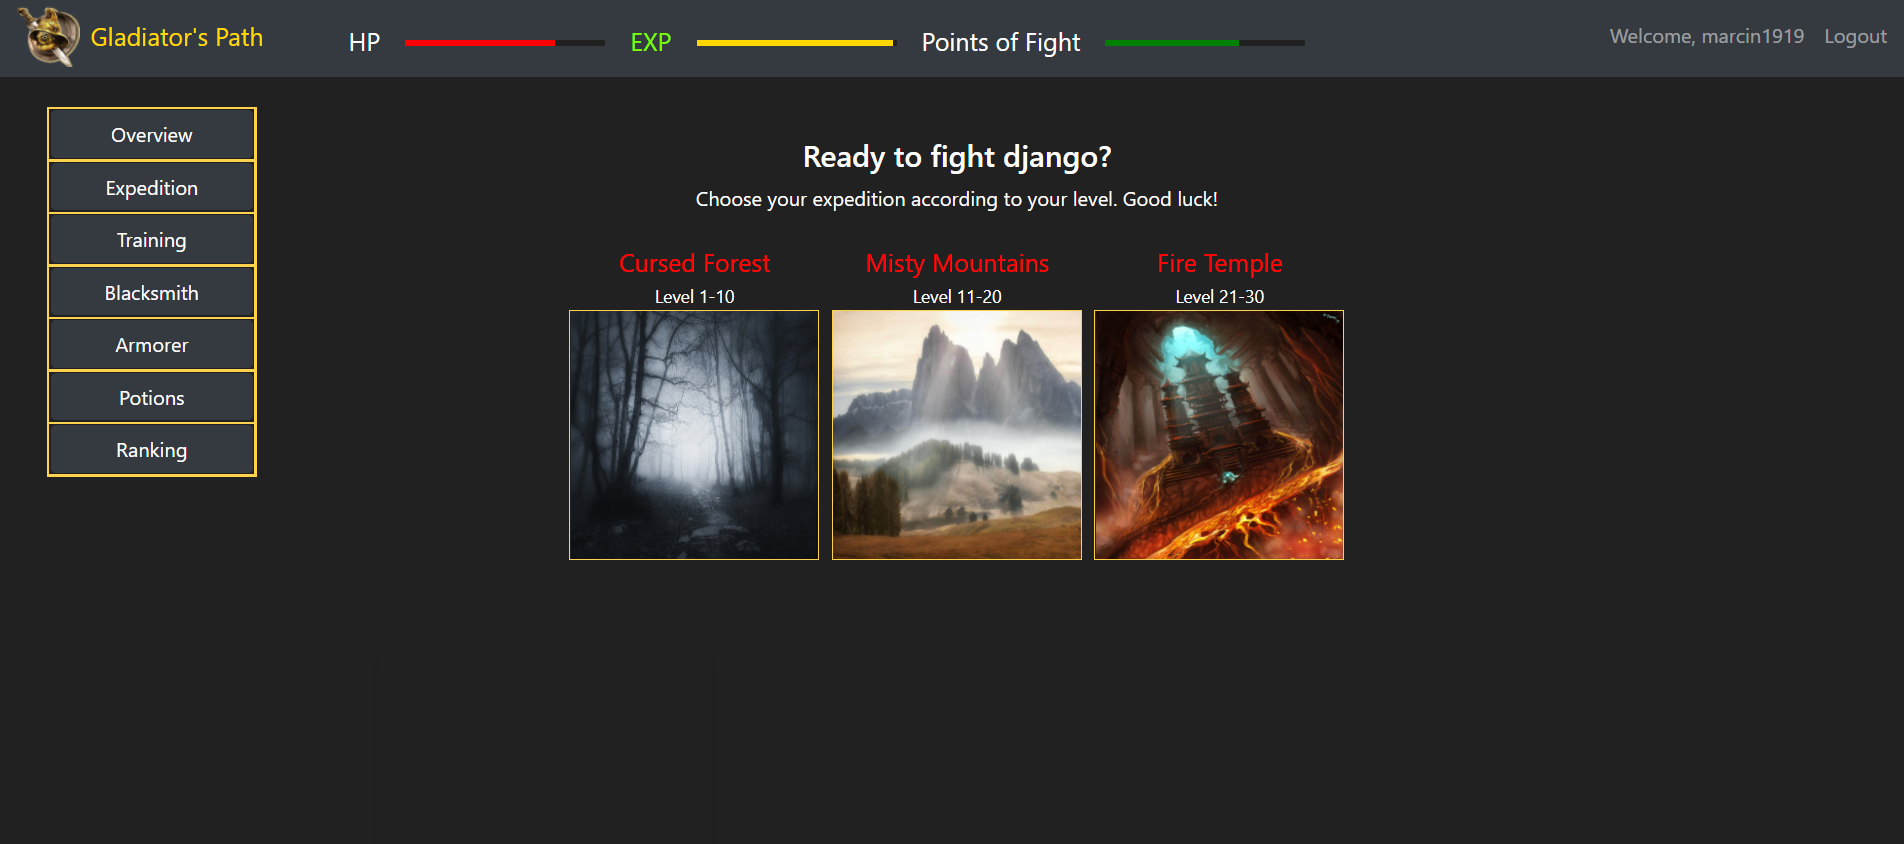 Gladiator's Path
HP
EXP
Points of Fight
Welcome, marcin1919
Logout
Overview
Expedition
Training
Blacksmith
Armorer
Potions
Ranking
Ready to fight django?
Choose your expedition according to your level. Good luck!
Cursed Forest
Level 1-10
Misty Mountains
Level 11-20
Fire Temple
Level 21-30